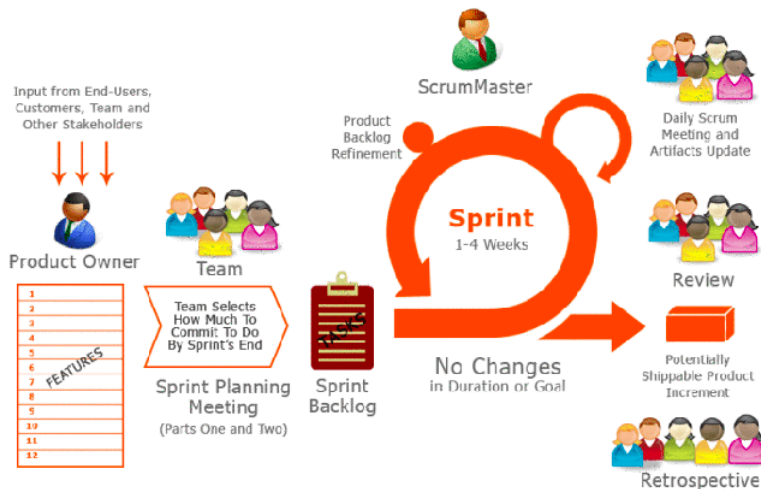 Input from End-Users,
Customers, Team and
Other Stakeholders
Product Owner
1
2
3
4
5
6
7
8
9
10
11
12
FEATURES
Team
Team Selects
How Much To
Commit To Do
By Sprint's End
Sprint Planning
Meeting
(Parts One and Two)
TASKS
Sprint
Backlog
ScrumMaster
Product
Backlog
Refinement
Sprint
1-4 Weeks
No Changes
in Duration or Goal
Daily Scrum
Meeting and
Artifacts Update
Review
Potentially
Shippable Product
Increment
Retrospective